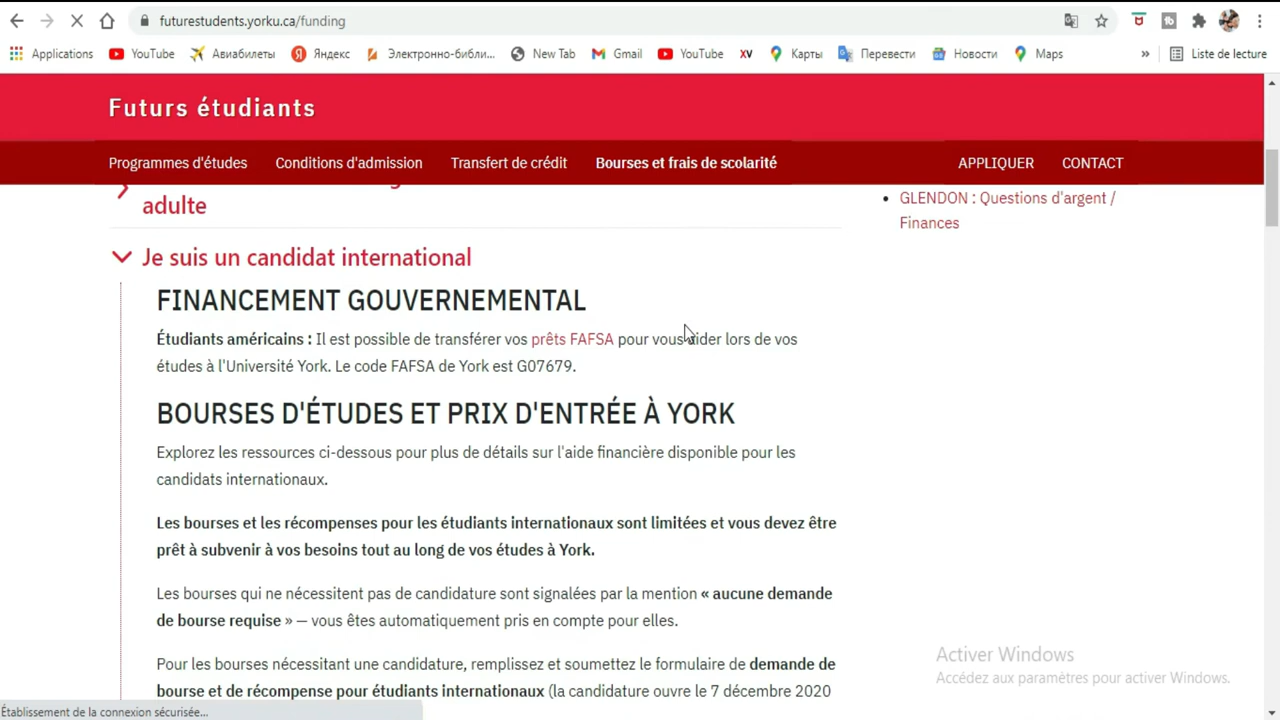 futurestudents.yorku.ca/funding
Applications YouTube Авиабилеты Яндекс Электронно-библи... New Tab Gmail YouTube XV Карты Перевести Новости Maps » Liste de lecture
Futurs étudiants
Programmes d'études Conditions d'admission Transfert de crédit Bourses et frais de scolarité APPLIQUER CONTACT
adulte
GLENDON : Questions d'argent /
Finances
Je suis un candidat international
FINANCEMENT GOUVERNEMENTAL
Étudiants américains : Il est possible de transférer vos prêts FAFSA pour vous aider lors de vos
études à l'Université York. Le code FAFSA de York est G07679.
BOURSES D'ÉTUDES ET PRIX D'ENTRÉE À YORK
Explorez les ressources ci-dessous pour plus de détails sur l'aide financière disponible pour les
candidats internationaux.
Les bourses et les récompenses pour les étudiants internationaux sont limitées et vous devez être
prêt à subvenir à vos besoins tout au long de vos études à York.
Les bourses qui ne nécessitent pas de candidature sont signalées par la mention « aucune demande
de bourse requise » — vous êtes automatiquement pris en compte pour elles.
Pour les bourses nécessitant une candidature, remplissez et soumettez le formulaire de demande de
bourse et de récompense pour étudiants internationaux (la candidature ouvre le 7 décembre 2020
Activer Windows
Accédez aux paramètres pour activer Windows.
Établissement de la connexion sécurisée...